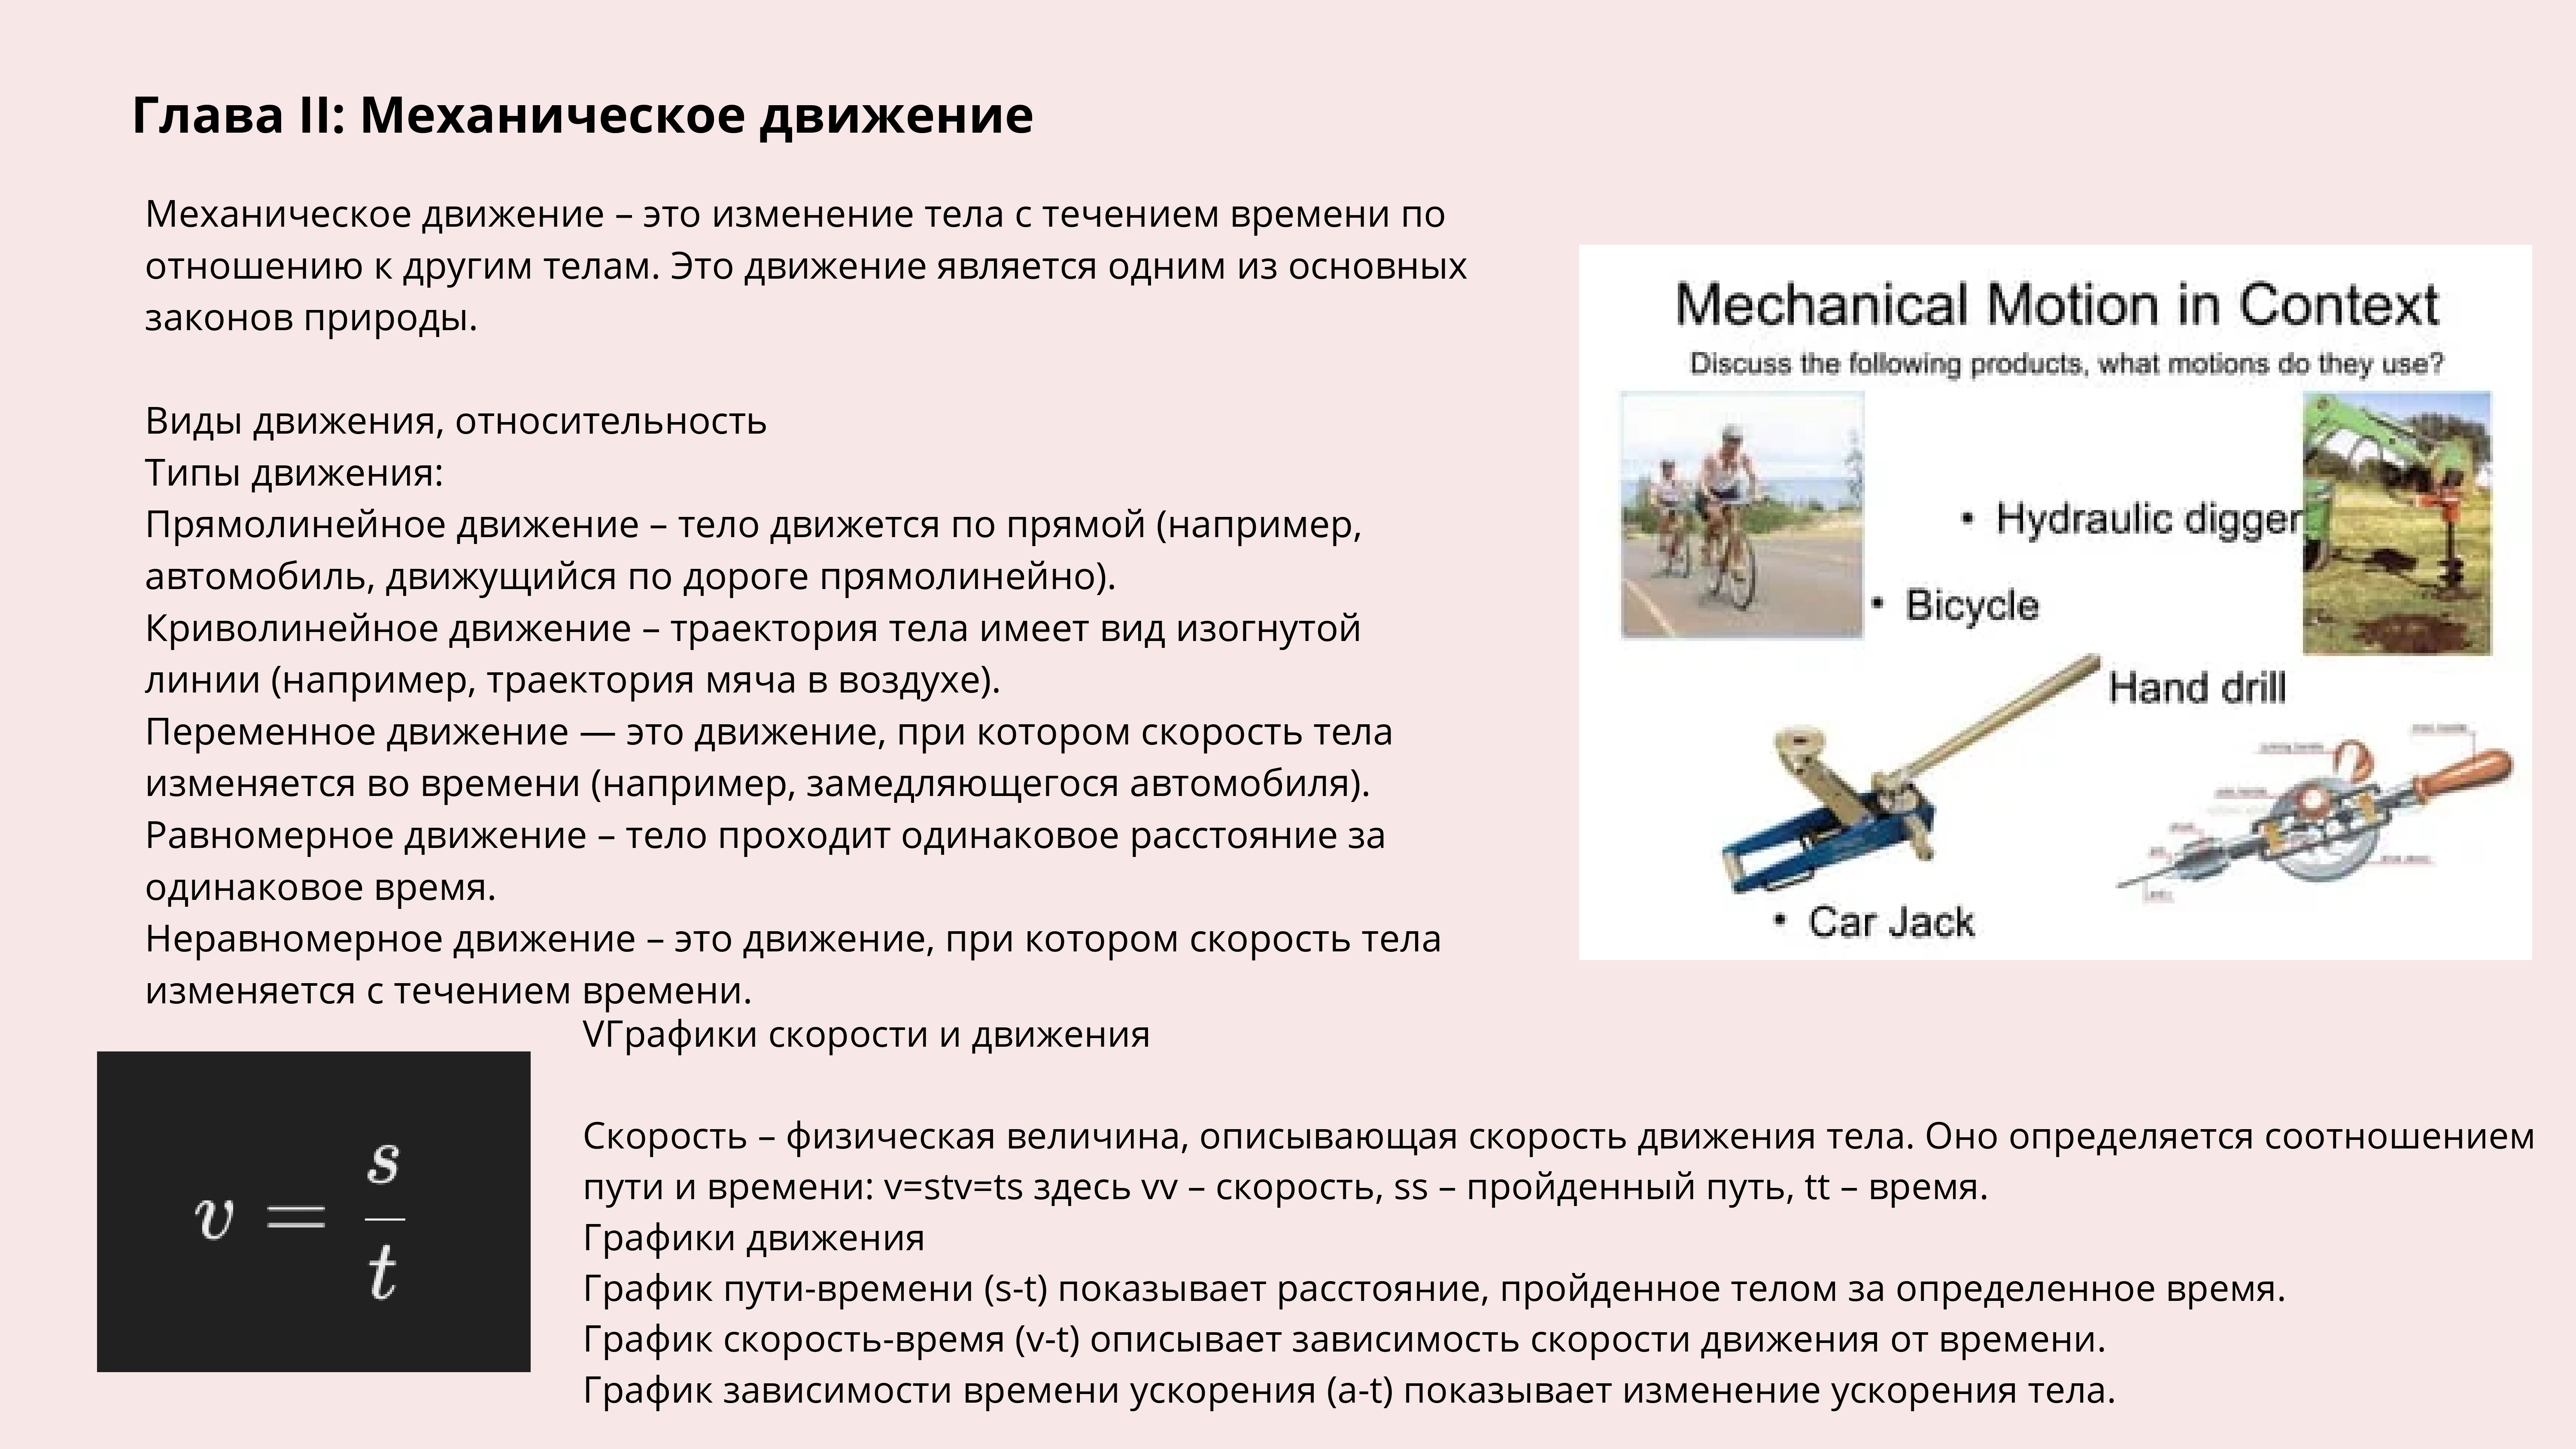 Глава II: Механическое движение
Механическое движение – это изменение тела с течением времени по
отношению к другим телам. Это движение является одним из основных
законов природы.
Виды движения, относительность
Типы движения:
Прямолинейное движение – тело движется по прямой (например,
автомобиль, движущийся по дороге прямолинейно).
Криволинейное движение – траектория тела имеет вид изогнутой
линии (например, траектория мяча в воздухе).
Переменное движение — это движение, при котором скорость тела
изменяется во времени (например, замедляющегося автомобиля).
Равномерное движение – тело проходит одинаковое расстояние за
одинаковое время.
Неравномерное движение – это движение, при котором скорость тела
изменяется с течением времени.
Mechanical Motion in Context
Discuss the following products, what motions do they use?
• Hydraulic digger
• Bicycle
Hand drill
• Car Jack
v = s
t
VГрафики скорости и движения
Скорость – физическая величина, описывающая скорость движения тела. Оно определяется соотношением
пути и времени: v=stv=ts здесь vv – скорость, ss – пройденный путь, tt – время.
Графики движения
График пути-времени (s-t) показывает расстояние, пройденное телом за определенное время.
График скорость-время (v-t) описывает зависимость скорости движения от времени.
График зависимости времени ускорения (a-t) показывает изменение ускорения тела.